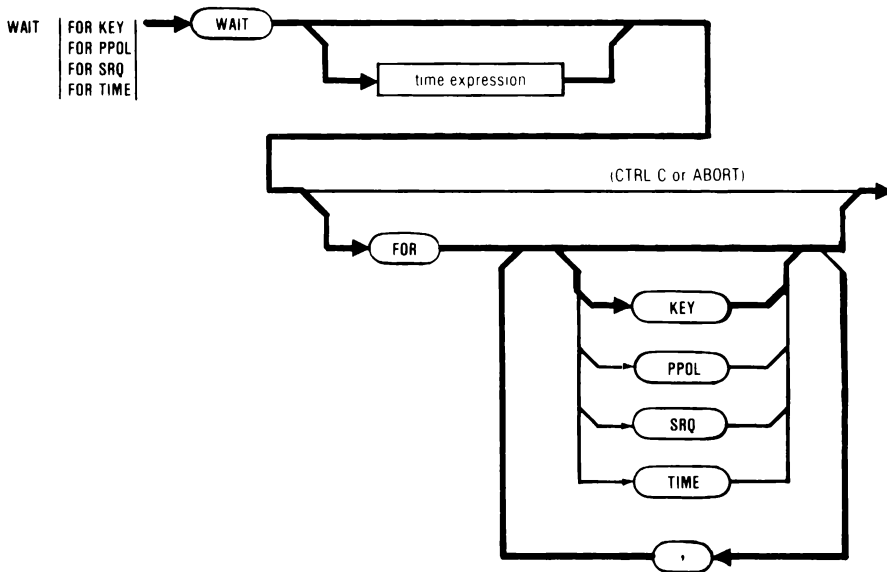 WAIT
FOR KEY
FOR PPOL
FOR SRQ
FOR TIME
WAIT
time expression
(CTRL C or ABORT)
FOR
KEY
PPOL
SRQ
TIME
,